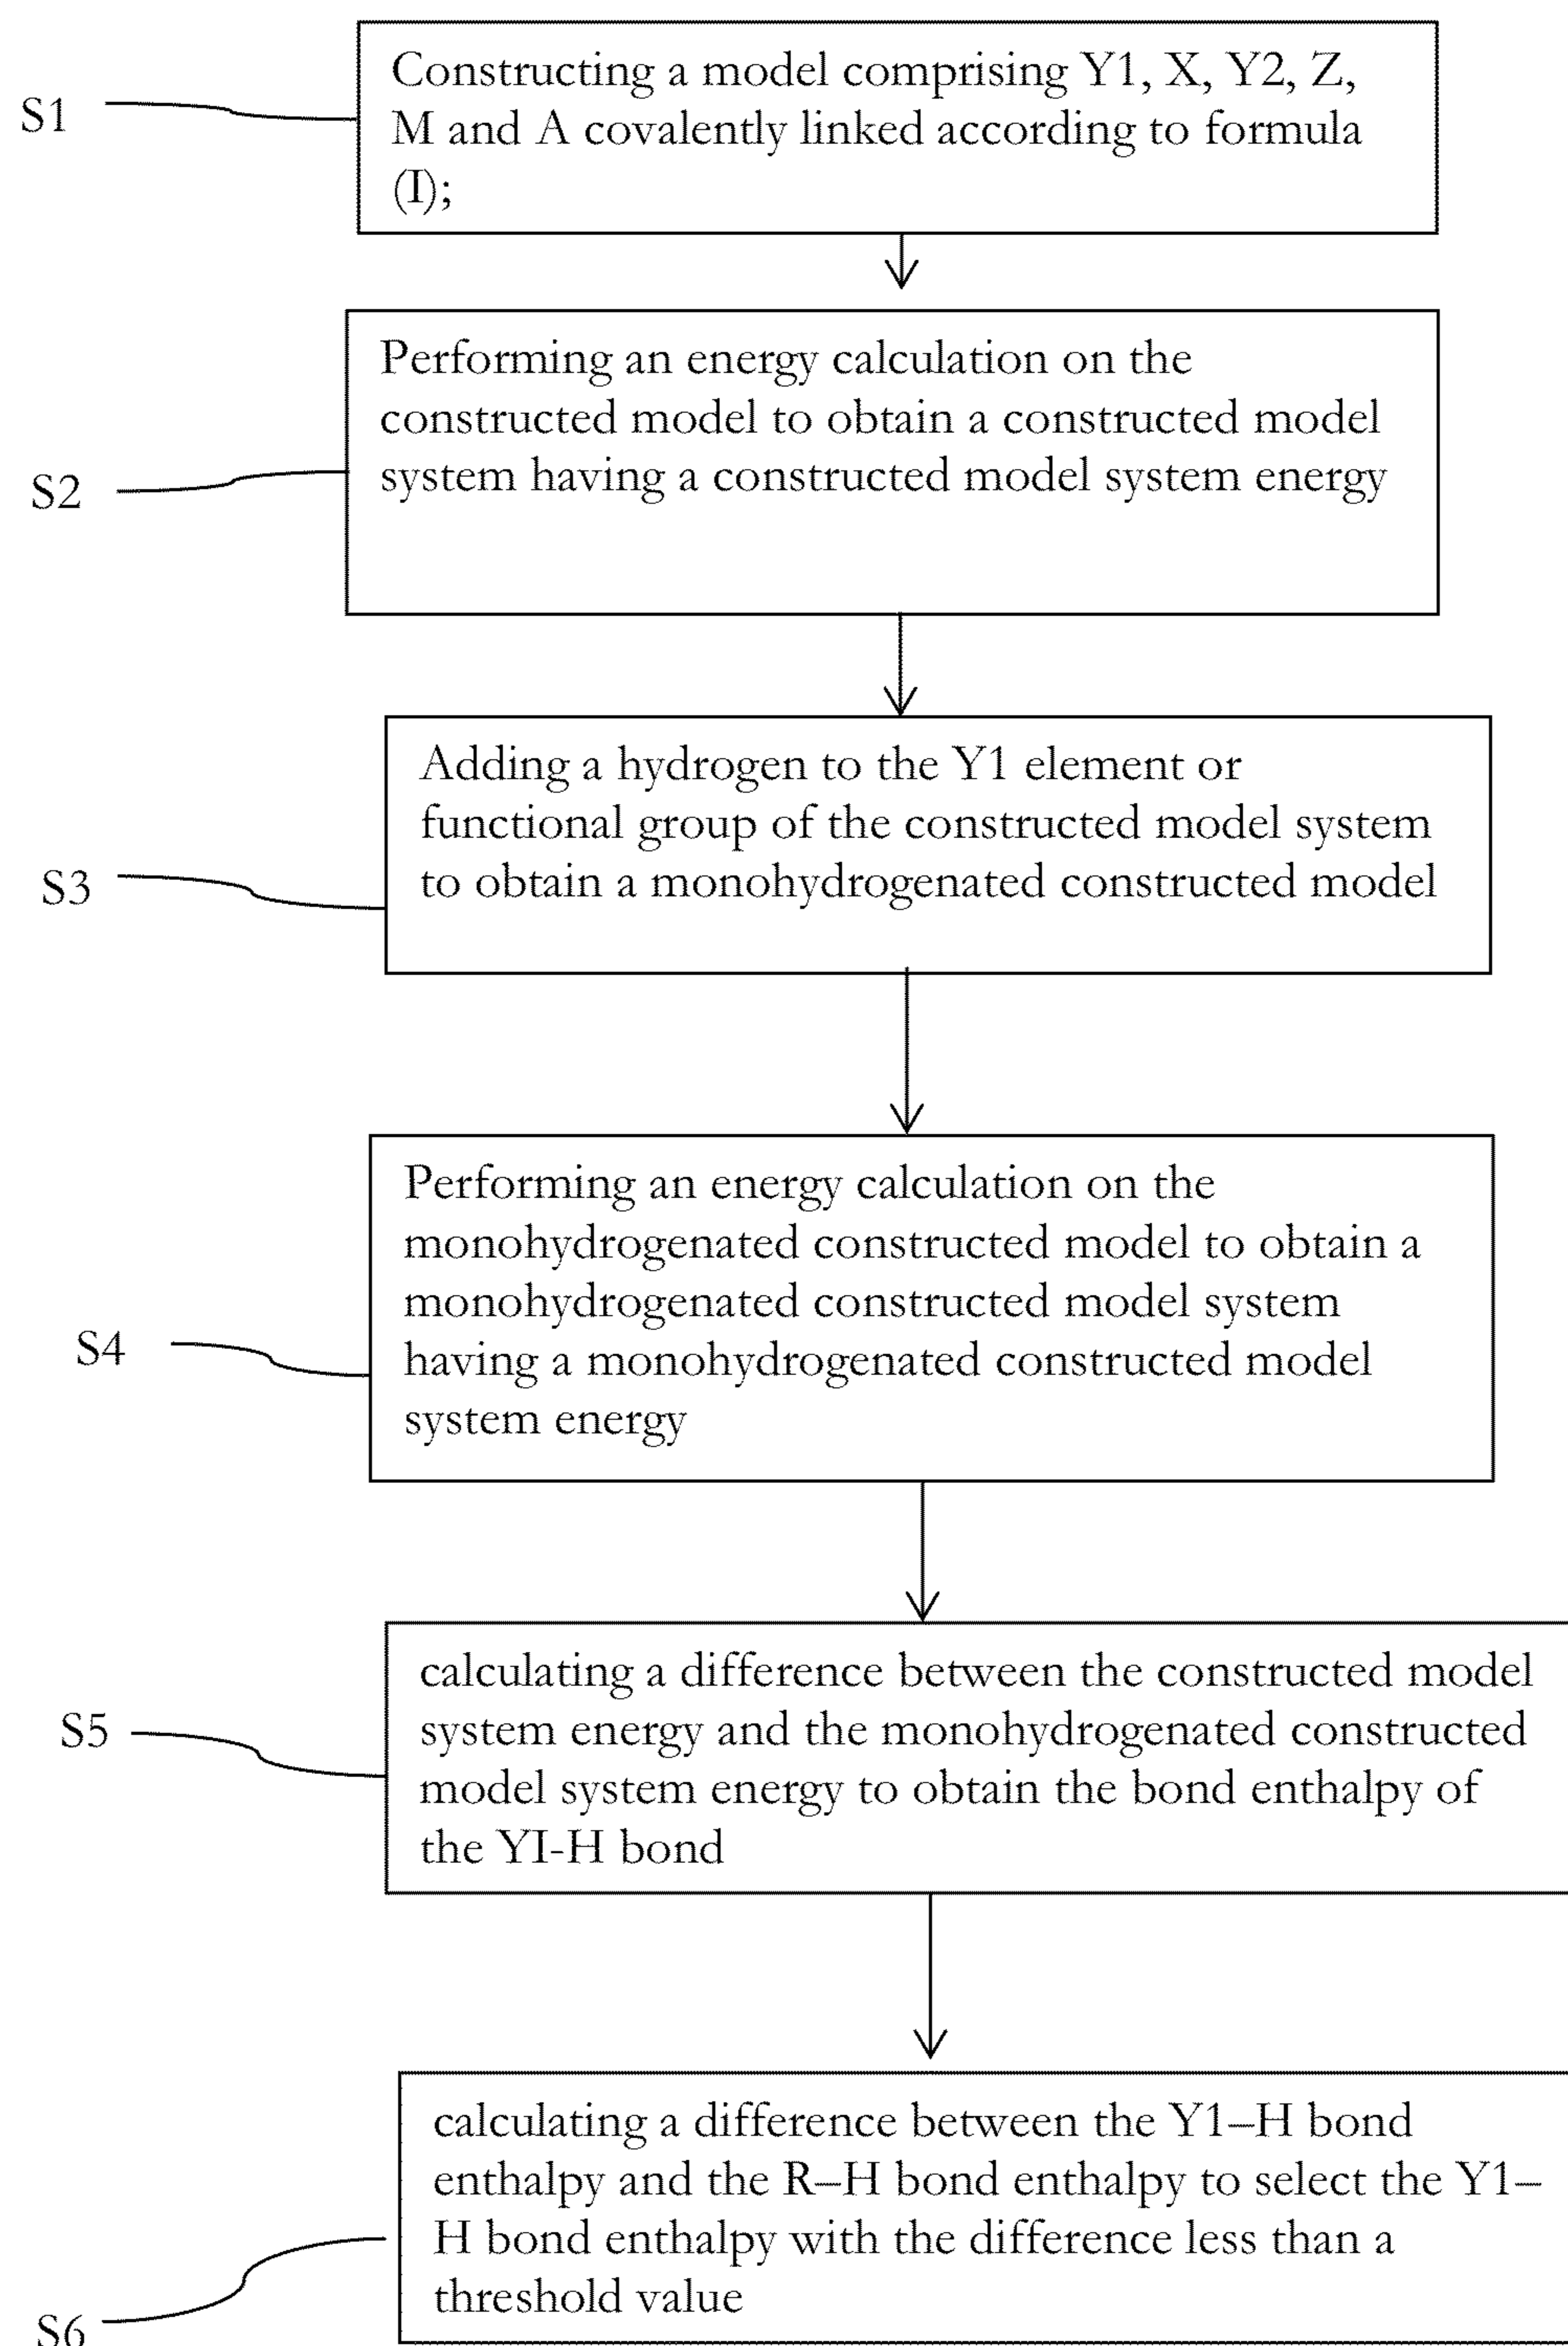 Constructing a model comprising Y1, X, Y2, Z,
S1
M and A covalently linked according to formula
(I);
Performing an energy calculation on the
constructed model to obtain a constructed model
system having a constructed model system energy
S2
Adding a hydrogen to the Y1 element or
functional group of the constructed model system
to obtain a monohydrogenated constructed model
S3
Performing an energy calculation on the
monohydrogenated constructed model to obtain a
monohydrogenated constructed model system
S4
having a monohydrogenated constructed model
system energy
calculating a difference between the constructed model
S5
system energy and the monohydrogenated constructed
model system energy to obtain the bond enthalpy of
the YI-H bond
calculating a difference between the Y1–H bond
enthalpy and the R–H bond enthalpy to select the Y1–
H bond enthalpy with the difference less than a
threshold value
S6